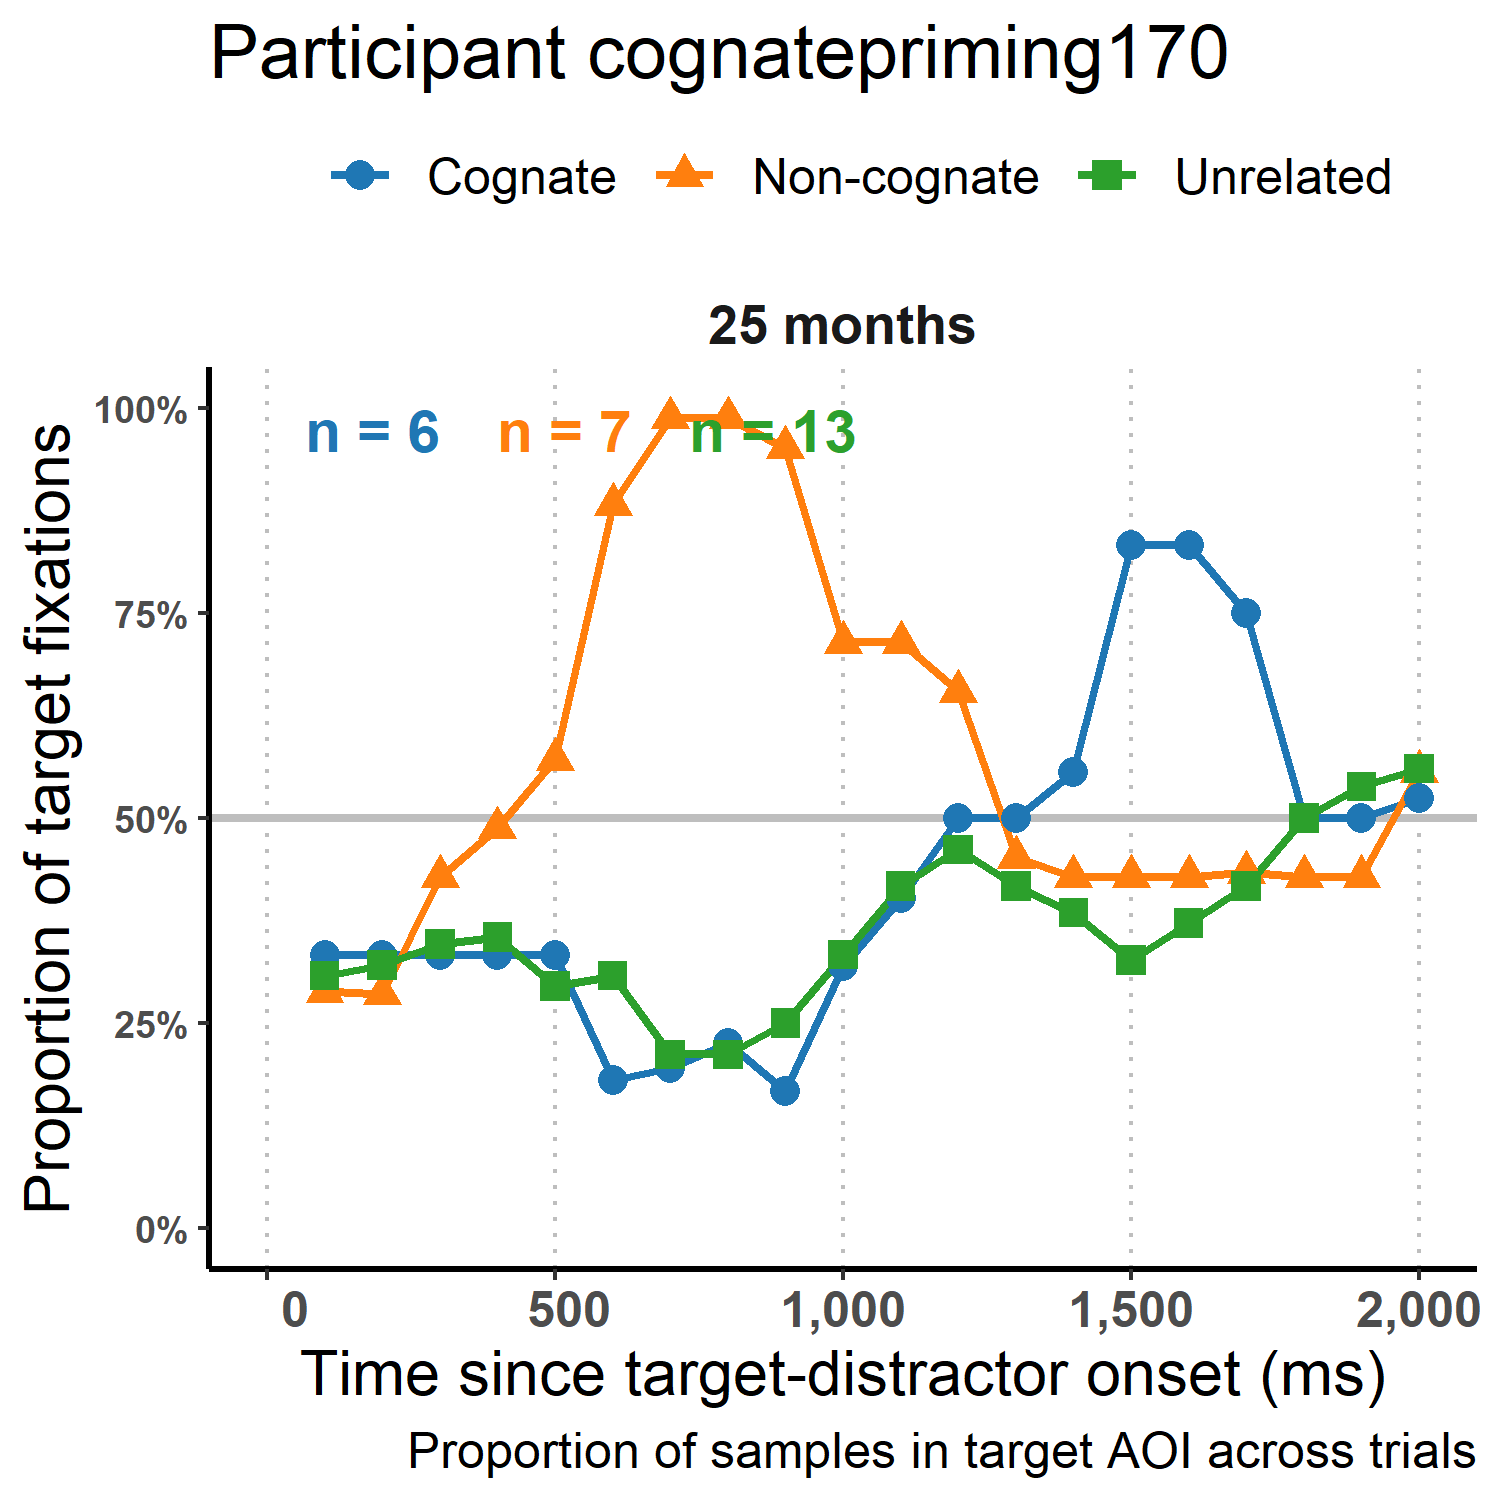 Participant cognatepriming170
Cognate Non-cognate Unrelated
25 months
n = 6 n = 7 n = 13
100%
75%
50%
25%
0%
Proportion of target fixations
0 500 1,000 1,500 2,000
Time since target-distractor onset (ms)
Proportion of samples in target AOI across trials